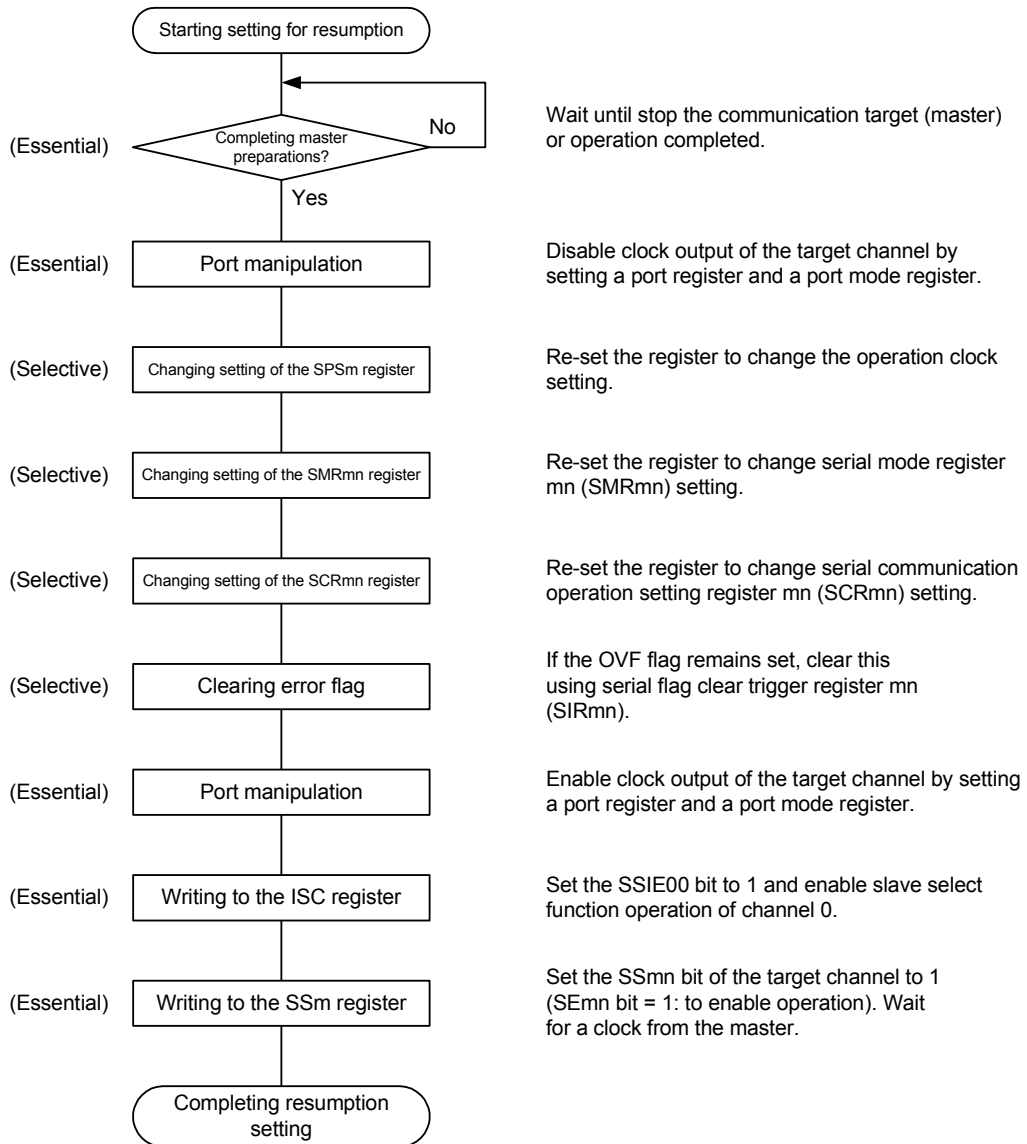 Starting setting for resumption
(Essential)
Completing master
preparations?
No
Wait until stop the communication target (master)
or operation completed.
Yes
(Essential)
Port manipulation
Disable clock output of the target channel by
setting a port register and a port mode register.
(Selective)
Changing setting of the SPSm register
Re-set the register to change the operation clock
setting.
(Selective)
Changing setting of the SMRmn register
Re-set the register to change serial mode register
mn (SMRmn) setting.
(Selective)
Changing setting of the SCRmn register
Re-set the register to change serial communication
operation setting register mn (SCRmn) setting.
(Selective)
Clearing error flag
If the OVF flag remains set, clear this
using serial flag clear trigger register mn
(SIRmn).
(Essential)
Port manipulation
Enable clock output of the target channel by setting
a port register and a port mode register.
(Essential)
Writing to the ISC register
Set the SSIE00 bit to 1 and enable slave select
function operation of channel 0.
(Essential)
Writing to the SSm register
Set the SSmn bit of the target channel to 1
(SEmn bit = 1: to enable operation). Wait
for a clock from the master.
Completing resumption
setting